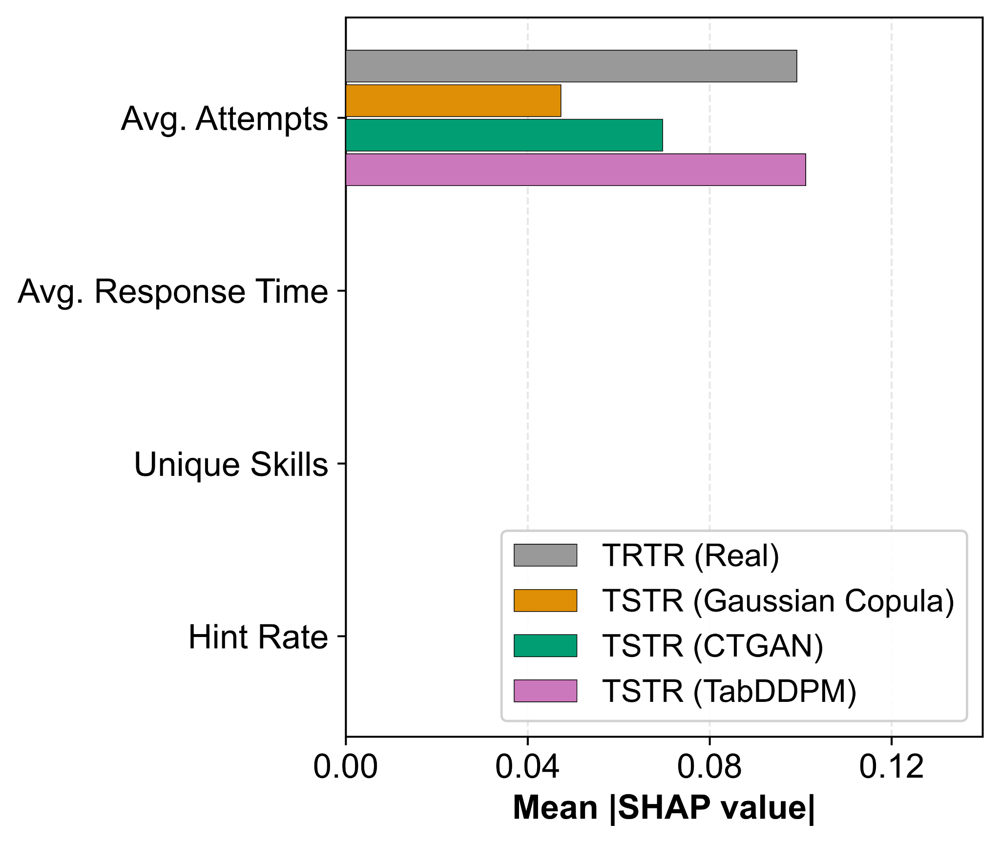 Avg. Attempts
Avg. Response Time
Unique Skills
Hint Rate
TRTR (Real)
TSTR (Gaussian Copula)
TSTR (CTGAN)
TSTR (TabDDPM)
0.00 0.04 0.08 0.12
Mean |SHAP value|